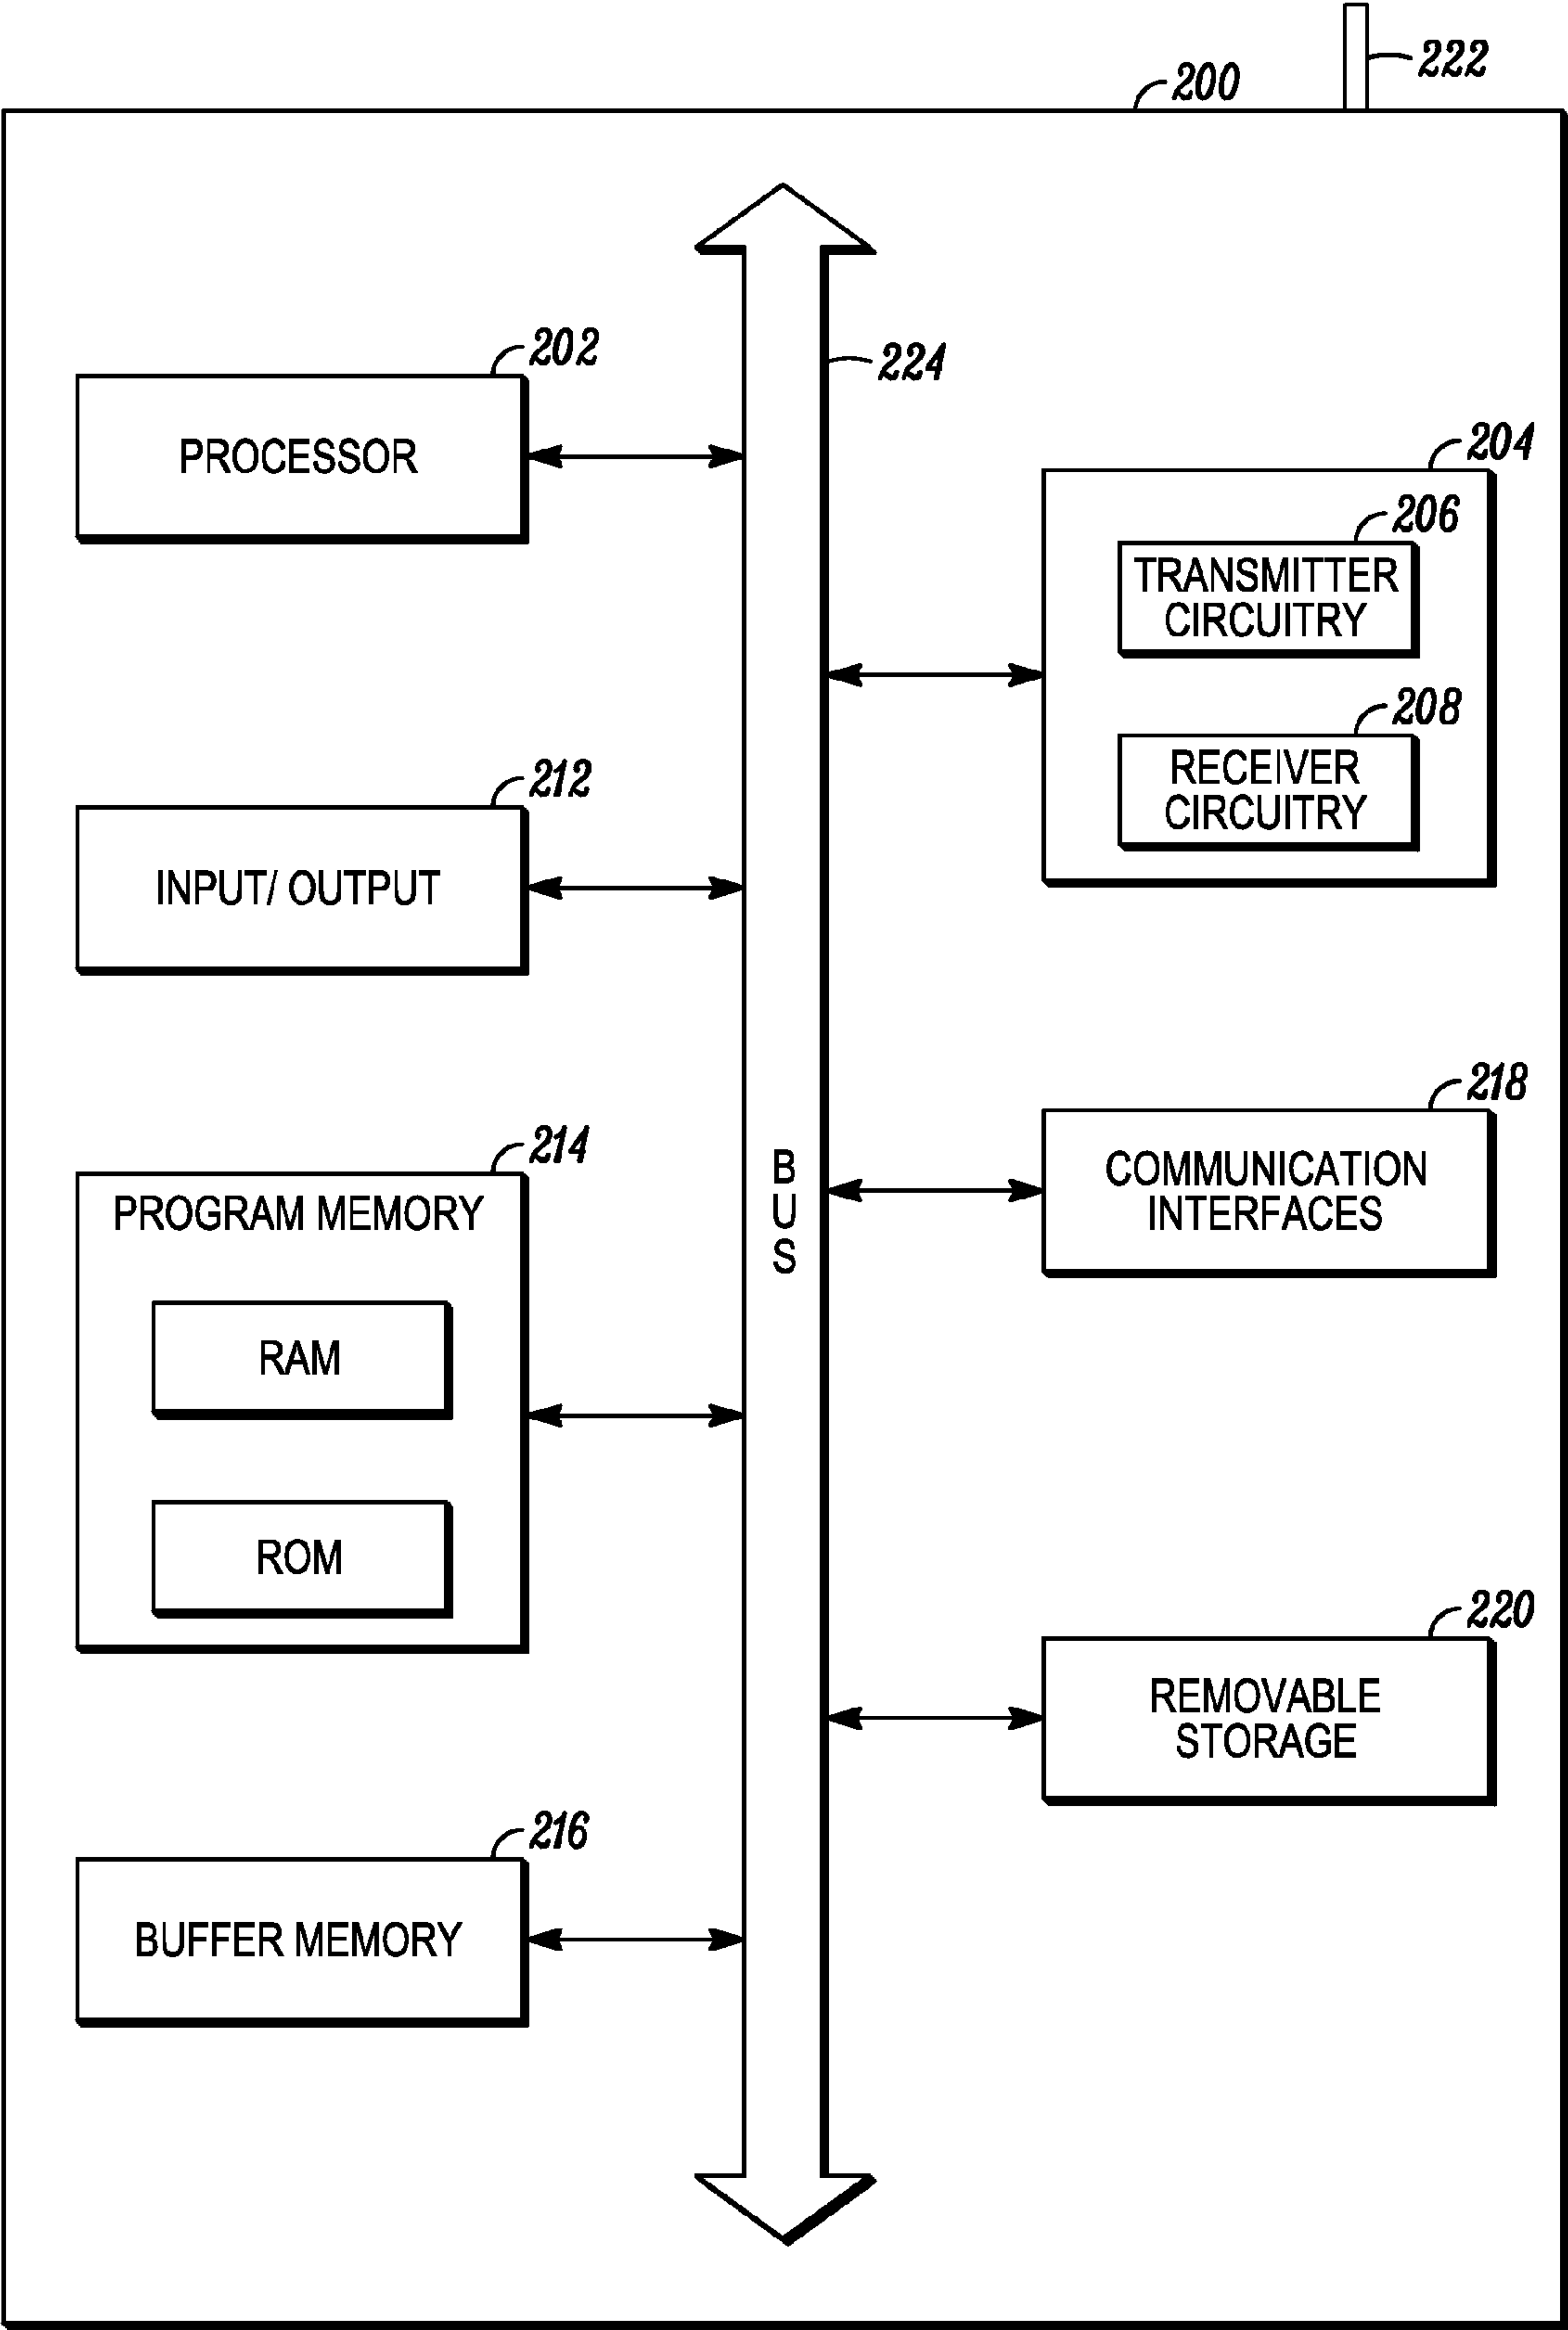 222
200
202
PROCESSOR
224
204
206
TRANSMITTER
CIRCUITRY
208
RECEIVER
CIRCUITRY
212
INPUT/ OUTPUT
214
PROGRAM MEMORY
RAM
ROM
BUS
218
COMMUNICATION
INTERFACES
220
REMOVABLE
STORAGE
216
BUFFER MEMORY